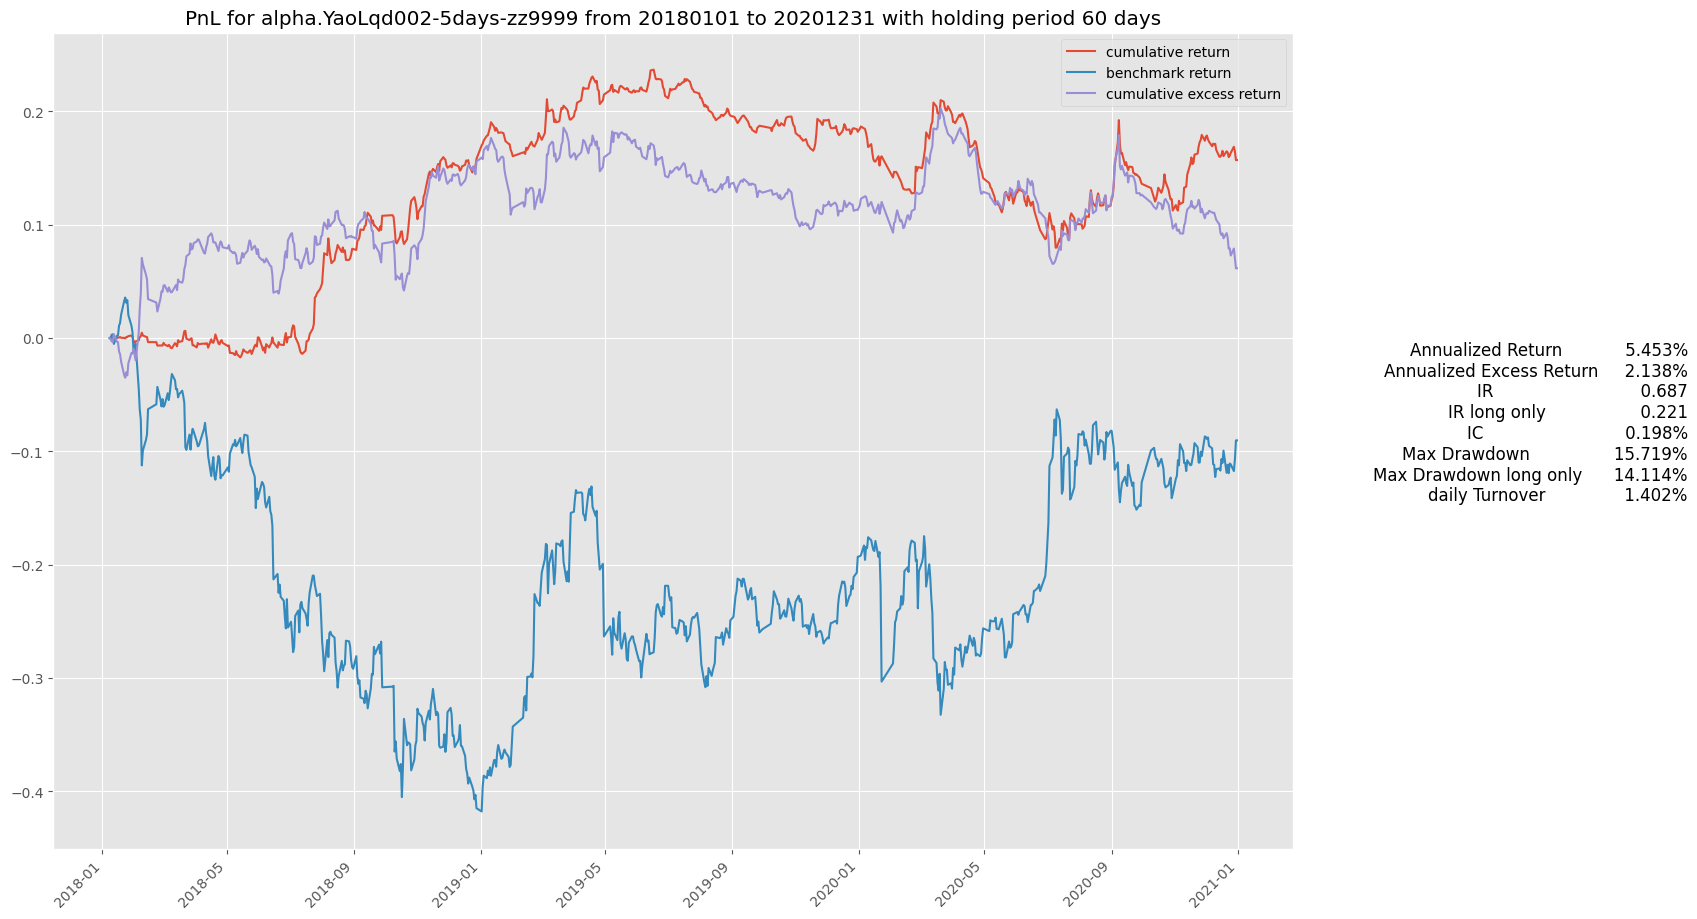 PnL for alpha.YaoLqd002-5days-zz9999 from 20180101 to 20201231 with holding period 60 days
cumulative return
benchmark return
cumulative excess return
0.2
0.1
0.0
−0.1
−0.2
−0.3
−0.4
Annualized Return 5.453%
Annualized Excess Return 2.138%
IR 0.687
IR long only 0.221
IC 0.198%
Max Drawdown 15.719%
Max Drawdown long only 14.114%
daily Turnover 1.402%
2018-01
2018-05
2018-09
2019-01
2019-05
2019-09
2020-01
2020-05
2020-09
2021-01